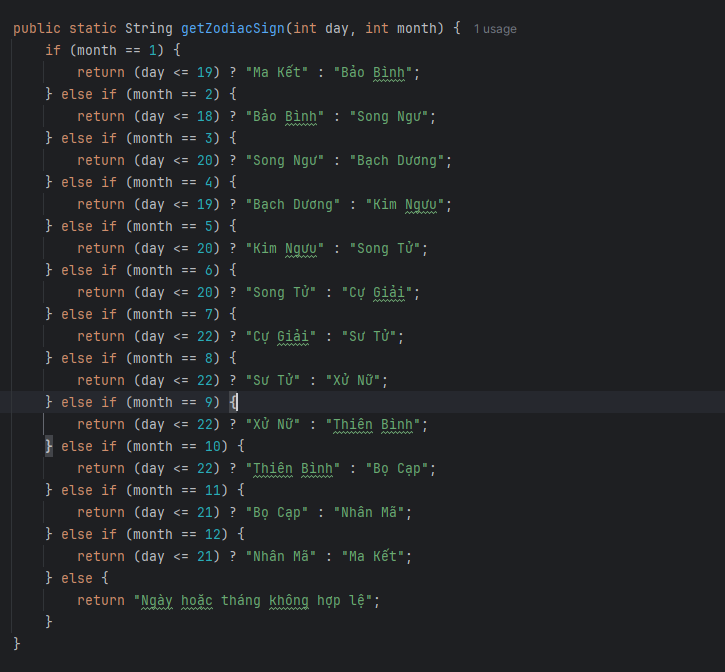 public static String getZodiacSign(int day, int month) { 1 usage
    if (month == 1) {
        return (day <= 19) ? "Ma Kết" : "Bảo Bình";
    } else if (month == 2) {
        return (day <= 18) ? "Bảo Bình" : "Song Ngư";
    } else if (month == 3) {
        return (day <= 20) ? "Song Ngư" : "Bạch Dương";
    } else if (month == 4) {
        return (day <= 19) ? "Bạch Dương" : "Kim Ngưu";
    } else if (month == 5) {
        return (day <= 20) ? "Kim Ngưu" : "Song Tử";
    } else if (month == 6) {
        return (day <= 20) ? "Song Tử" : "Cự Giải";
    } else if (month == 7) {
        return (day <= 22) ? "Cự Giải" : "Sư Tử";
    } else if (month == 8) {
        return (day <= 22) ? "Sư Tử" : "Xử Nữ";
    } else if (month == 9) {
        return (day <= 22) ? "Xử Nữ" : "Thiên Bình";
    } else if (month == 10) {
        return (day <= 22) ? "Thiên Bình" : "Bọ Cạp";
    } else if (month == 11) {
        return (day <= 21) ? "Bọ Cạp" : "Nhân Mã";
    } else if (month == 12) {
        return (day <= 21) ? "Nhân Mã" : "Ma Kết";
    } else {
        return "Ngày hoặc tháng không hợp lệ";
    }
}